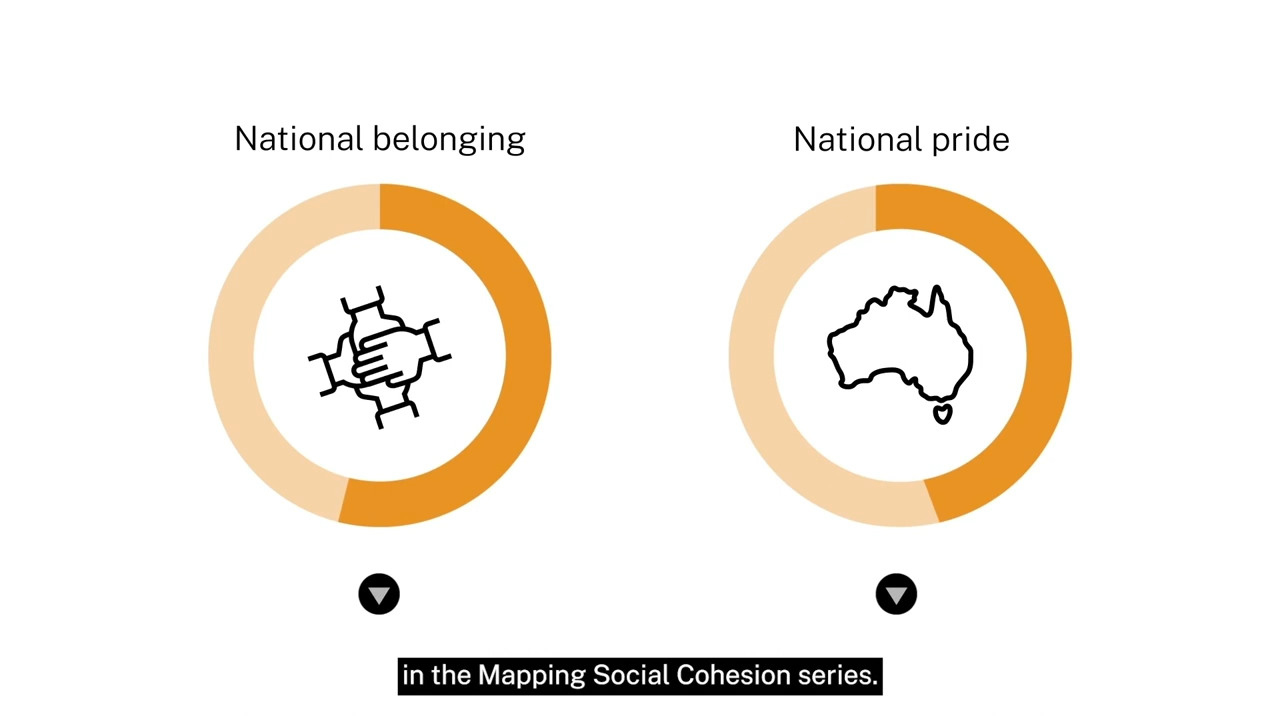 National belonging
National pride
in the Mapping Social Cohesion series.